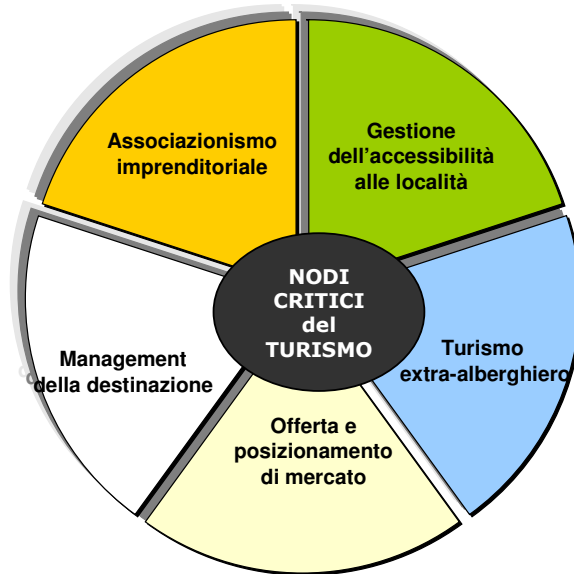 Associazionismo
imprenditoriale
Gestione
dell'accessibilità
alle località
NODI
CRITICI
del
TURISMO
Management
della destinazione
Turismo
extra-alberghiero
Offerta e
posizionamento
di mercato